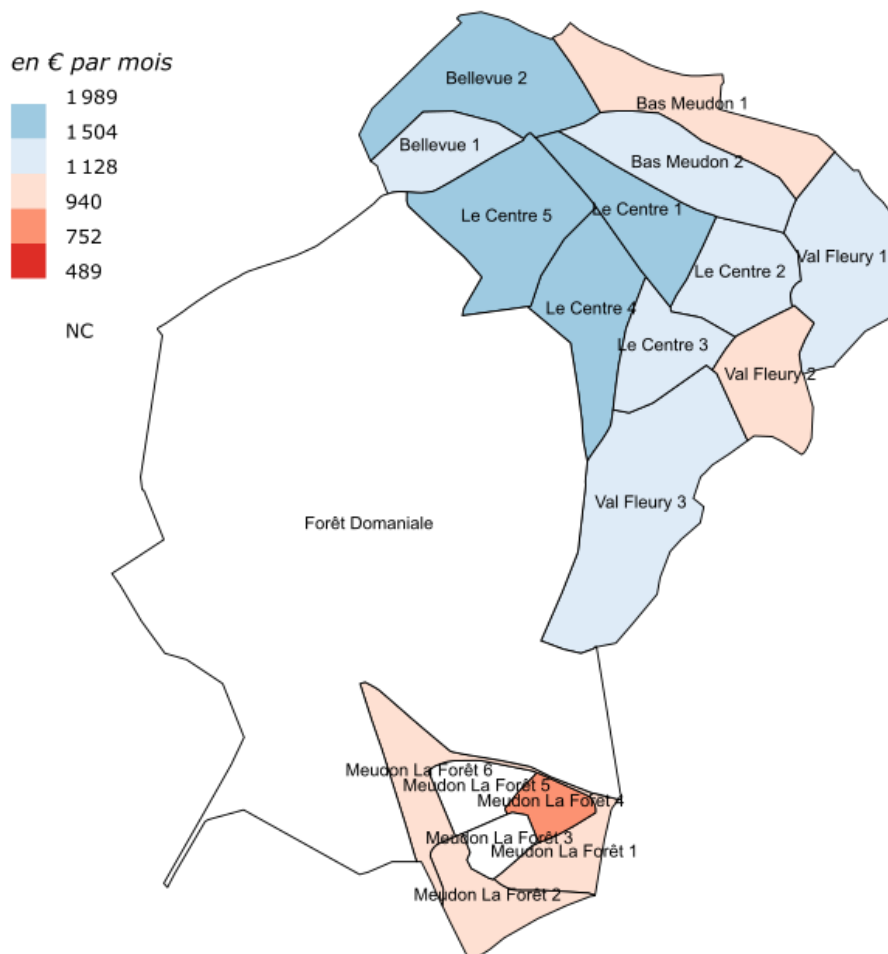 en € par mois
1 989
1 504
1 128
940
752
489
NC
Bellevue 2
Bas Meudon 1
Bellevue 1
Bas Meudon 2
Le Centre 5
Le Centre 1
Val Fleury 1
Le Centre 2
Le Centre 4
Le Centre 3
Val Fleury 2
Val Fleury 3
Forêt Domaniale
Meudon La Forêt 6
Meudon La Forêt 5
Meudon La Forêt 4
Meudon La Forêt 3
Meudon La Forêt 1
Meudon La Forêt 2